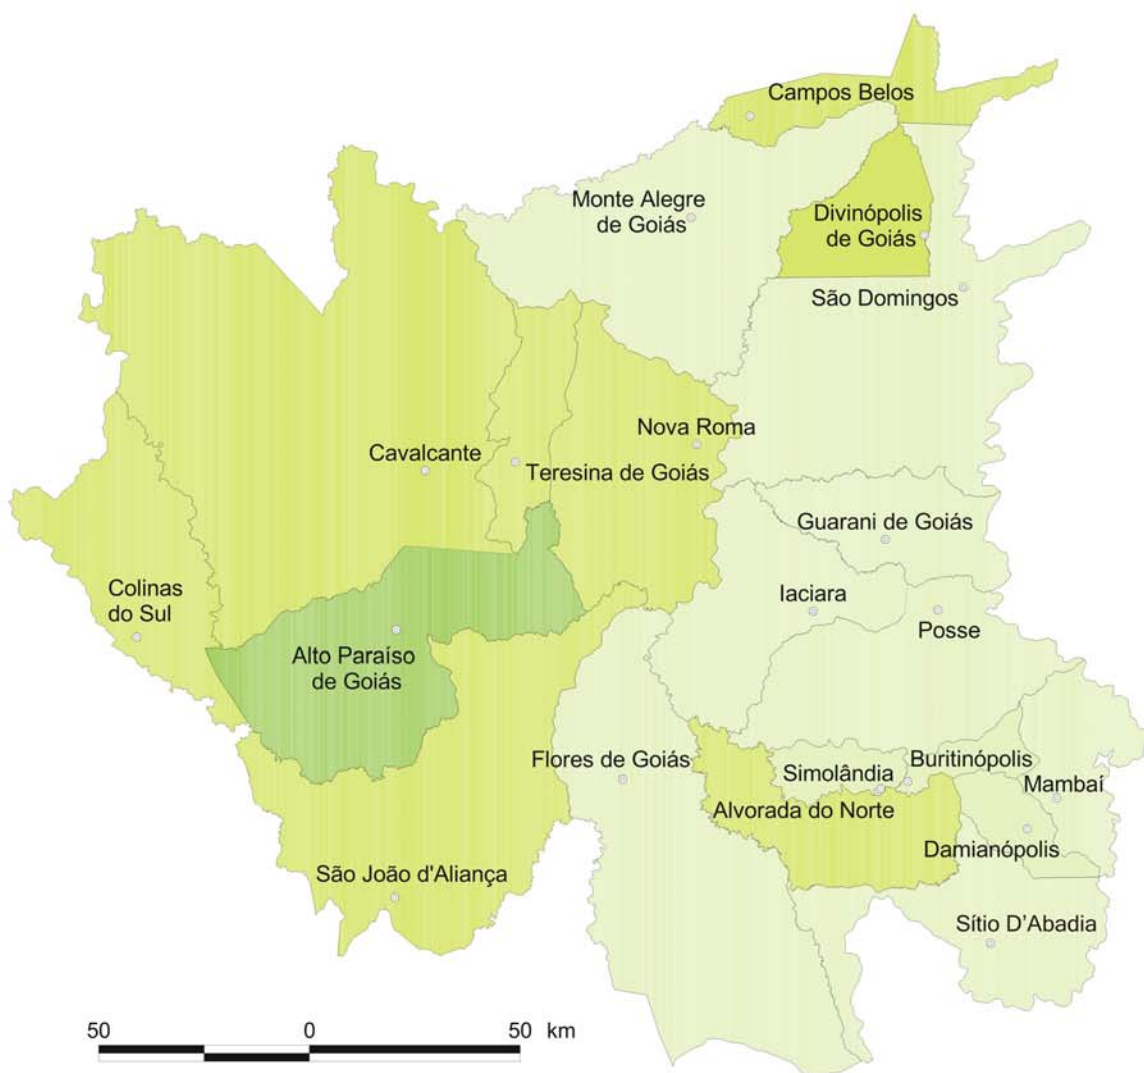 Campos Belos
Monte Alegre
de Goiás
Divinópolis
de Goiás
São Domingos
Nova Roma
Cavalcante
Teresina de Goiás
Guarani de Goiás
Colinas
do Sul
Iaciara
Posse
Alto Paraíso
de Goiás
Flores de Goiás
Buritinópolis
Simolândia
Mambaí
Alvorada do Norte
Damianópolis
São João d'Aliança
Sítio D’Abadia
50 0 50 km